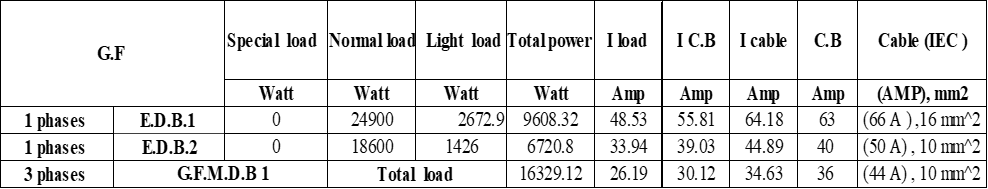 G.F Special load Normal load Light load Total power I load I C.B I cable C.B Cable (IEC )
Watt Watt Watt Watt Amp Amp Amp Amp (AMP), mm2
1 phases E.D.B.1 0 24900 2672.9 9608.32 48.53 55.81 64.18 63 (66 A ) ,16 mm^2
1 phases E.D.B.2 0 18600 1426 6720.8 33.94 39.03 44.89 40 (50 A) , 10 mm^2
3 phases G.F.M.D.B 1 Total load 16329.12 26.19 30.12 34.63 36 (44 A) , 10 mm^2